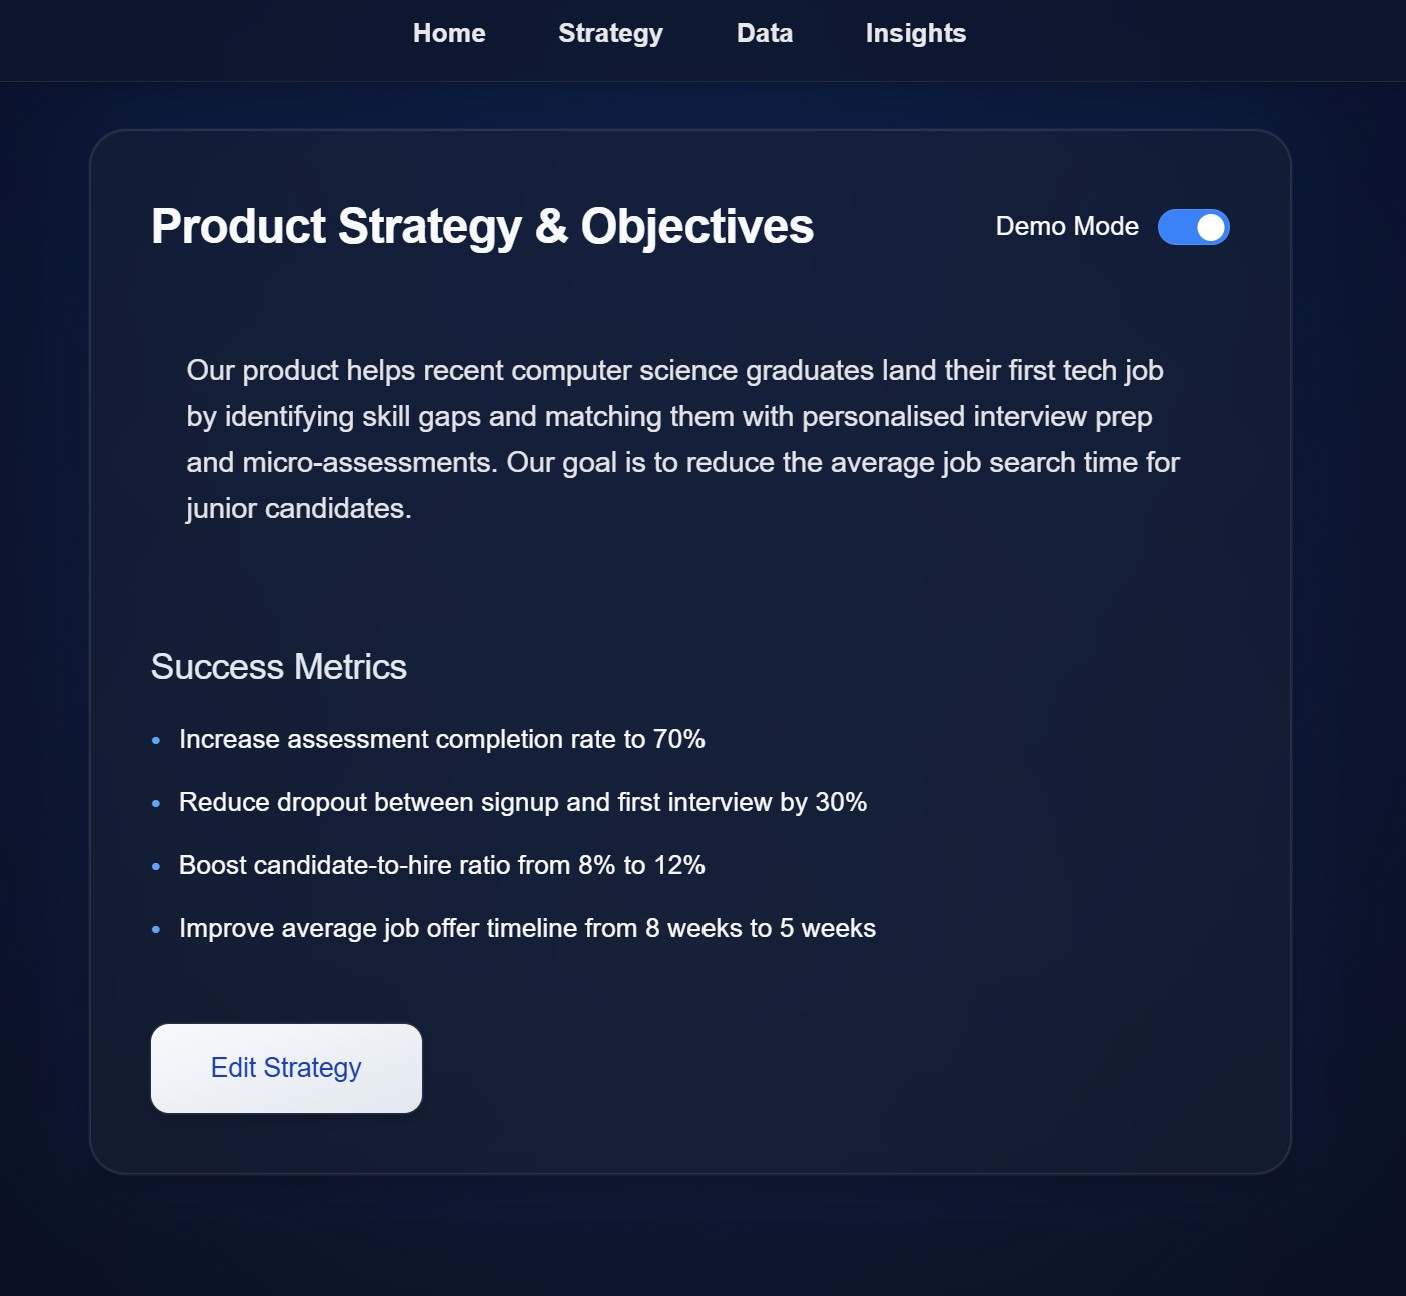 Home Strategy Data Insights
Product Strategy & Objectives
Demo Mode
Our product helps recent computer science graduates land their first tech job
by identifying skill gaps and matching them with personalised interview prep
and micro-assessments. Our goal is to reduce the average job search time for
junior candidates.
Success Metrics
• Increase assessment completion rate to 70%
• Reduce dropout between signup and first interview by 30%
• Boost candidate-to-hire ratio from 8% to 12%
• Improve average job offer timeline from 8 weeks to 5 weeks
Edit Strategy